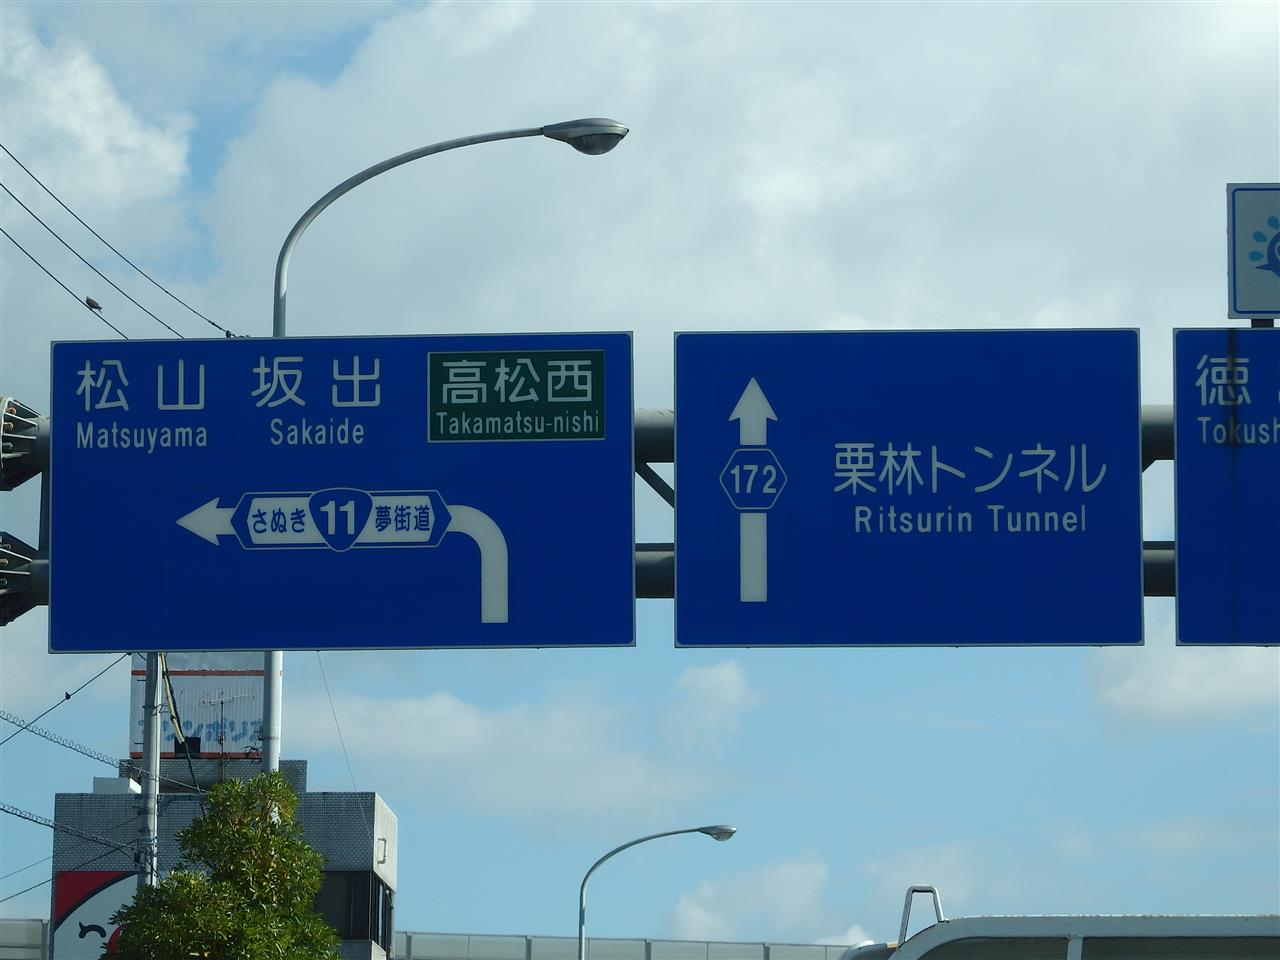 松山 坂出 高松西
Matsuyama Sakaide Takamatsu-nishi
さぬき 11 夢街道
172
栗林トンネル
Ritsurin Tunnel
徳
Tokush